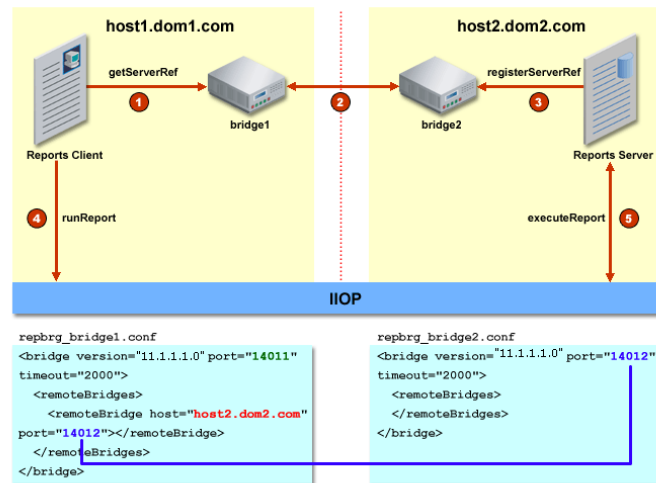 host1.dom1.com
host2.dom2.com
getServerRef
registerServerRef
1
2
3
bridge1
bridge2
Reports Client
Reports Server
4
runReport
executeReport
5
IIOP
repbrg_bridge1.conf
<bridge version="11.1.1.1.0" port="14011"
timeout="2000">
<remoteBridges>
<remoteBridge host="host2.dom2.com"
port="14012"></remoteBridge>
</remoteBridges>
</bridge>
repbrg_bridge2.conf
<bridge version="11.1.1.1.0" port="14012"
timeout="2000">
<remoteBridges>
</remoteBridges>
</bridge>